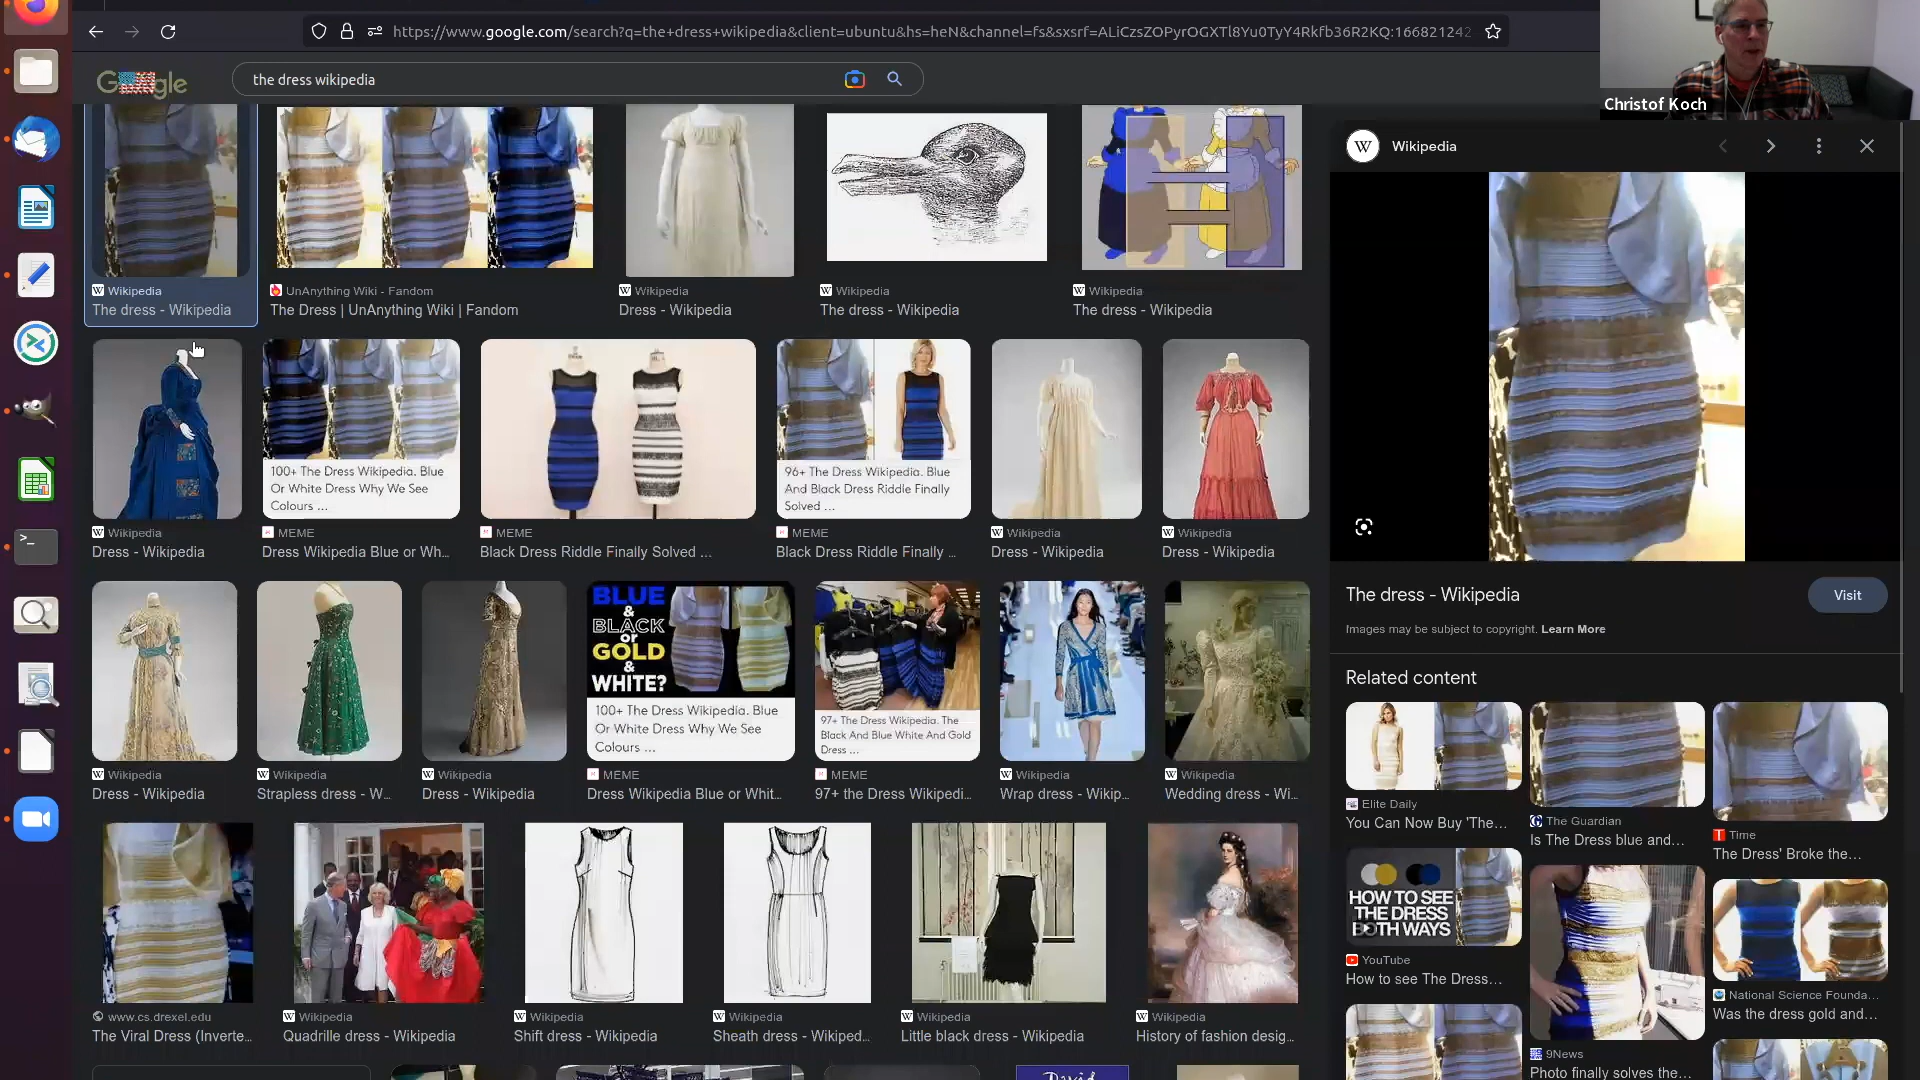 https://www.google.com/search?q=the+dress+wikipedia&client=ubuntu&hs=heN&channel=fs&sxsrf=ALiCzsZOPyrOGXTl8Yu0TyY4Rkfb36R2KQ:166821242
Google
the dress wikipedia
Christof Koch
Wikipedia
The dress - Wikipedia
UnAnything Wiki - Fandom
The Dress | UnAnything Wiki | Fandom
Wikipedia
Dress - Wikipedia
Wikipedia
The dress - Wikipedia
Wikipedia
The dress - Wikipedia
Wikipedia
Dress - Wikipedia
100+ The Dress Wikipedia. Blue
Or White Dress Why We See
Colours ...
MEME
Dress Wikipedia Blue or Wh...
MEME
Black Dress Riddle Finally Solved ...
96+ The Dress Wikipedia. Blue
And Black Dress Riddle Finally
Solved ...
MEME
Black Dress Riddle Finally ...
Wikipedia
Dress - Wikipedia
Wikipedia
Dress - Wikipedia
Wikipedia
Dress - Wikipedia
Wikipedia
Strapless dress - W...
Wikipedia
Dress - Wikipedia
BLUE
&
BLACK
or
GOLD
&
WHITE?
100+ The Dress Wikipedia. Blue
Or White Dress Why We See
Colours ...
MEME
Dress Wikipedia Blue or Whit...
97+ The Dress Wikipedia. The
Black And Blue White And Gold
Dress ...
MEME
97+ the Dress Wikipedi...
Wikipedia
Wrap dress - Wikip...
Wikipedia
Wedding dress - Wi...
www.cs.drexel.edu
The Viral Dress (Inverte...
Wikipedia
Quadrille dress - Wikipedia
Wikipedia
Shift dress - Wikipedia
Wikipedia
Sheath dress - Wikiped...
Wikipedia
Little black dress - Wikipedia
Wikipedia
History of fashion desig...
David
W Wikipedia
The dress - Wikipedia
Visit
Images may be subject to copyright. Learn More
Related content
Elite Daily
You Can Now Buy 'The...
The Guardian
Is The Dress blue and...
Time
The Dress' Broke the...
HOW TO SEE
THE DRESS
BOTH WAYS
YouTube
How to see The Dress...
9News
Photo finally solves the...
National Science Founda...
Was the dress gold and...